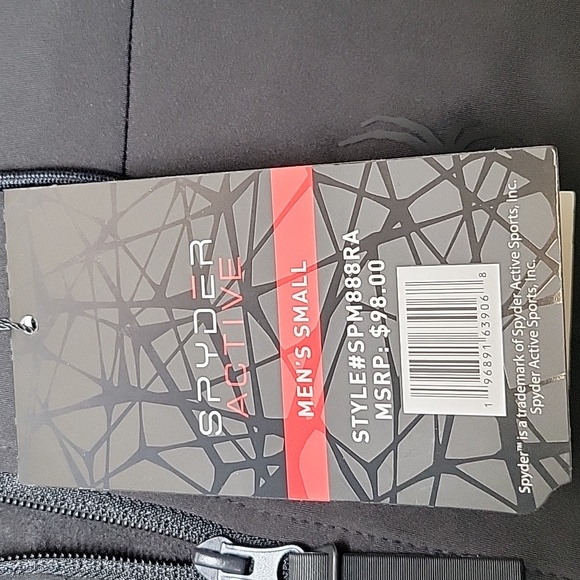 SPYDER
ACTIVE
MEN'S SMALL
STYLE#SPM888RA
MSRP: $98.00
1 96891 63906 8
Spyder™ is a trademark of Spyder Active Sports, Inc.
Spyder Active Sports, Inc.